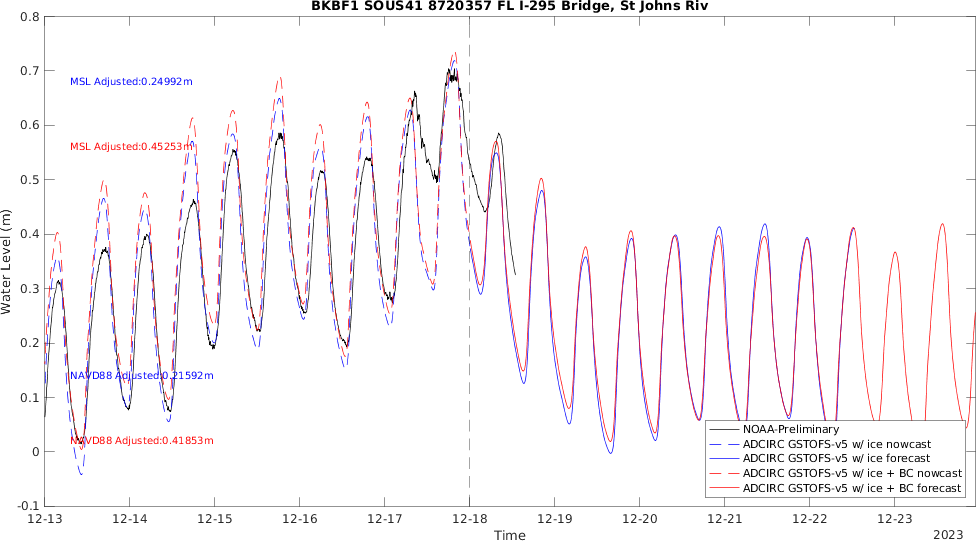 BKBF1 SOUS41 8720357 FL I-295 Bridge, St Johns Riv
0.8
0.7
0.6
0.5
0.4
0.3
0.2
0.1
0
-0.1
Water Level (m)
MSL Adjusted:0.24992m
MSL Adjusted:0.45253m
NAVD88 Adjusted:0.21592m
NAVD88 Adjusted:0.41853m
NOAA-Preliminary
ADCIRC GSTOFS-v5 w/ ice nowcast
ADCIRC GSTOFS-v5 w/ ice forecast
ADCIRC GSTOFS-v5 w/ice + BC nowcast
ADCIRC GSTOFS-v5 w/ice + BC forecast
12-13 12-14 12-15 12-16 12-17 12-18 12-19 12-20 12-21 12-22 12-23
Time
2023